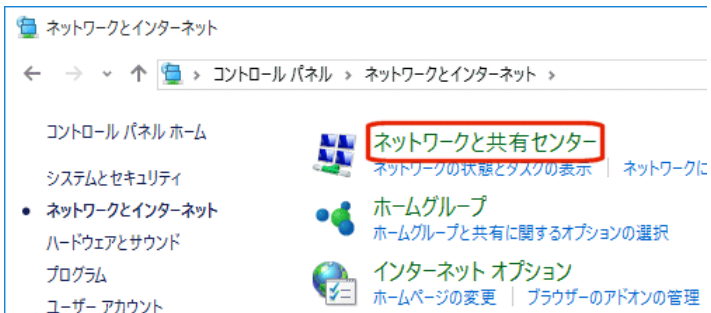 ネットワークとインターネット
コントロール パネル › ネットワークとインターネット ›
コントロール パネル ホーム
システムとセキュリティ
ネットワークとインターネット
ハードウェアとサウンド
プログラム
ユーザー アカウント
ネットワークと共有センター
ネットワークの状態とタスクの表示 ネットワークに
ホームグループ
ホームグループと共有に関するオプションの選択
インターネット オプション
ホームページの変更 ブラウザーのアドオンの管理